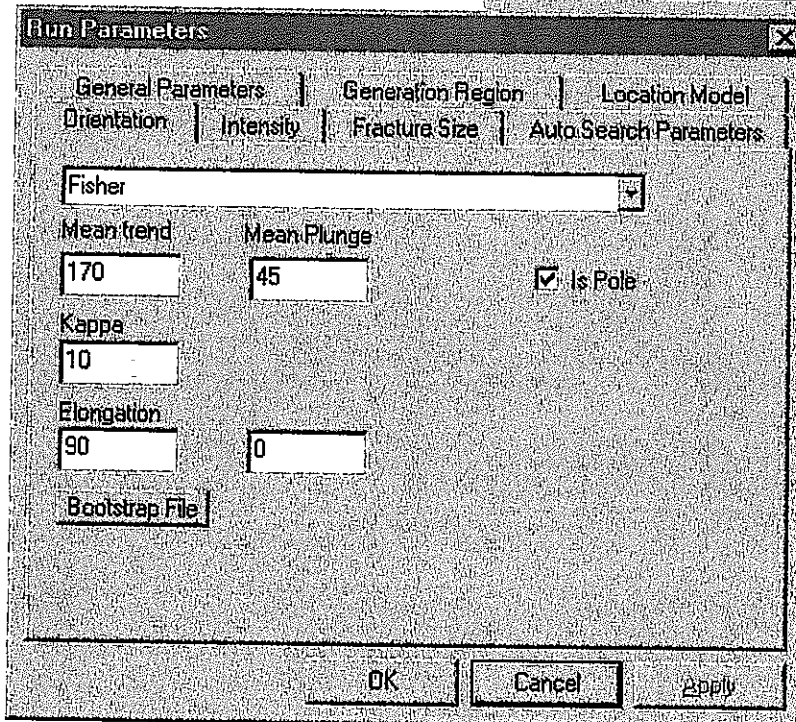 Run Parameters
General Parameters Generation Region Location Model
Orientation Intensity Fracture Size Auto Search Parameters
Fisher
Mean trend Mean Plunge
170 45 Is Pole
Kappa
10
Elongation
90 0
Bootstrap File
OK Cancel Apply